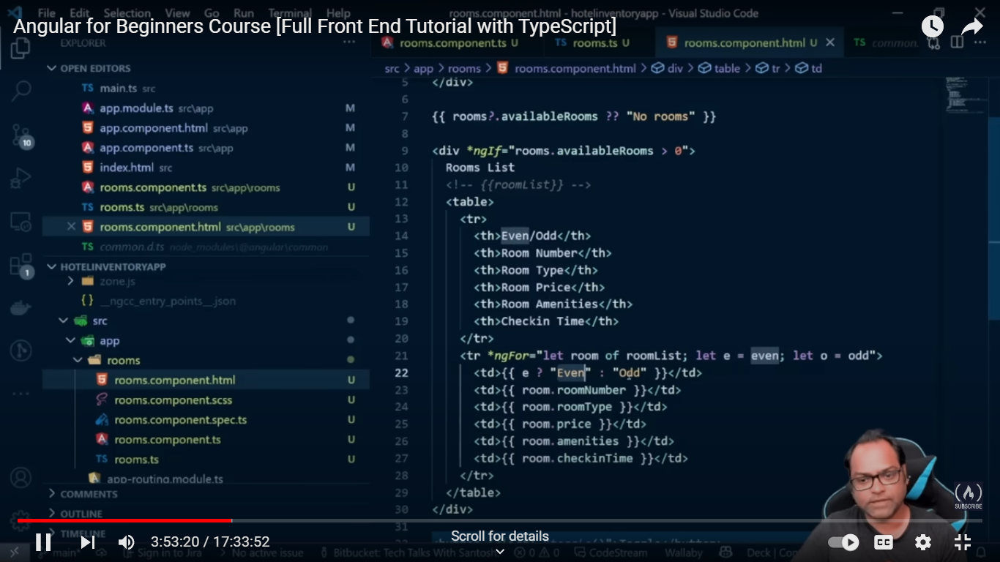 File Edit Selection View Go Run Terminal Help rooms.component.html - hotelinventoryapp - Visual Studio Code
Angular for Beginners Course [Full Front End Tutorial with TypeScript]
EXPLORER ...
rooms.component.ts U TS rooms.ts U rooms.component.html U TS common.
OPEN EDITORS
src > app > rooms > rooms.component.html > div > table > tr > td
TS main.ts src
app.module.ts src\app M
app.component.html src\app M
app.component.ts src\app M
index.html src M
rooms.component.ts src\app\rooms U
TS rooms.ts src\app\rooms U
rooms.component.html src\app\rooms U
TS common.d.ts node_modules\@angular\common
HOTELINVENTORYAPP
zone.js
{} __ngcc_entry_points__.json
src
app
rooms
rooms.component.html U
rooms.component.scss U
rooms.component.spec.ts U
rooms.component.ts U
TS rooms.ts U
app-routing.module.ts
COMMENTS
OUTLINE
TIMELINE
10
1
5 </div>
6
7 {{ rooms?.availableRooms ?? "No rooms" }}
8
9 <div *ngIf="rooms.availableRooms > 0">
10 Rooms List
11 <!-- {{roomList}} -->
12 <table>
13 <tr>
14 <th>Even/Odd</th>
15 <th>Room Number</th>
16 <th>Room Type</th>
17 <th>Room Price</th>
18 <th>Room Amenities</th>
19 <th>Checkin Time</th>
20 </tr>
21 <tr *ngFor="let room of roomList; let e = even; let o = odd">
22 <td>{{ e ? "Even" : "Odd" }}</td>
23 <td>{{ room.roomNumber }}</td>
24 <td>{{ room.roomType }}</td>
25 <td>{{ room.price }}</td>
26 <td>{{ room.amenities }}</td>
27 <td>{{ room.checkinTime }}</td>
28 </tr>
29 </table>
30 </div>
31
SUBSCRIBE
3:53:20 / 17:33:52
Scroll for details
CC
main* Sign in to Jira No active issue Bitbucket: Tech Talks With Santosh 0 0 CodeStream Wallaby Deck